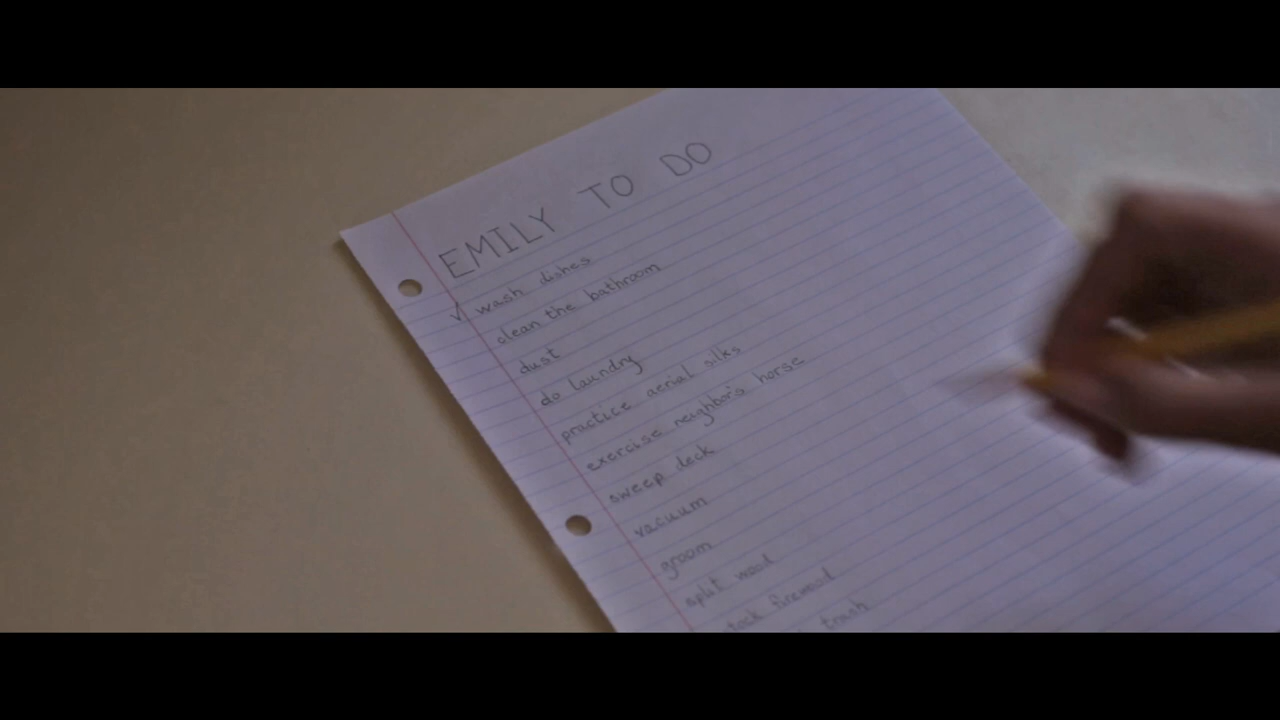 EMILY TO DO
✓ wash dishes
clean the bathroom
dust
do laundry
practice aerial silks
exercise neighbor's horse
sweep deck
vacuum
groom
split wood
firewood
trash